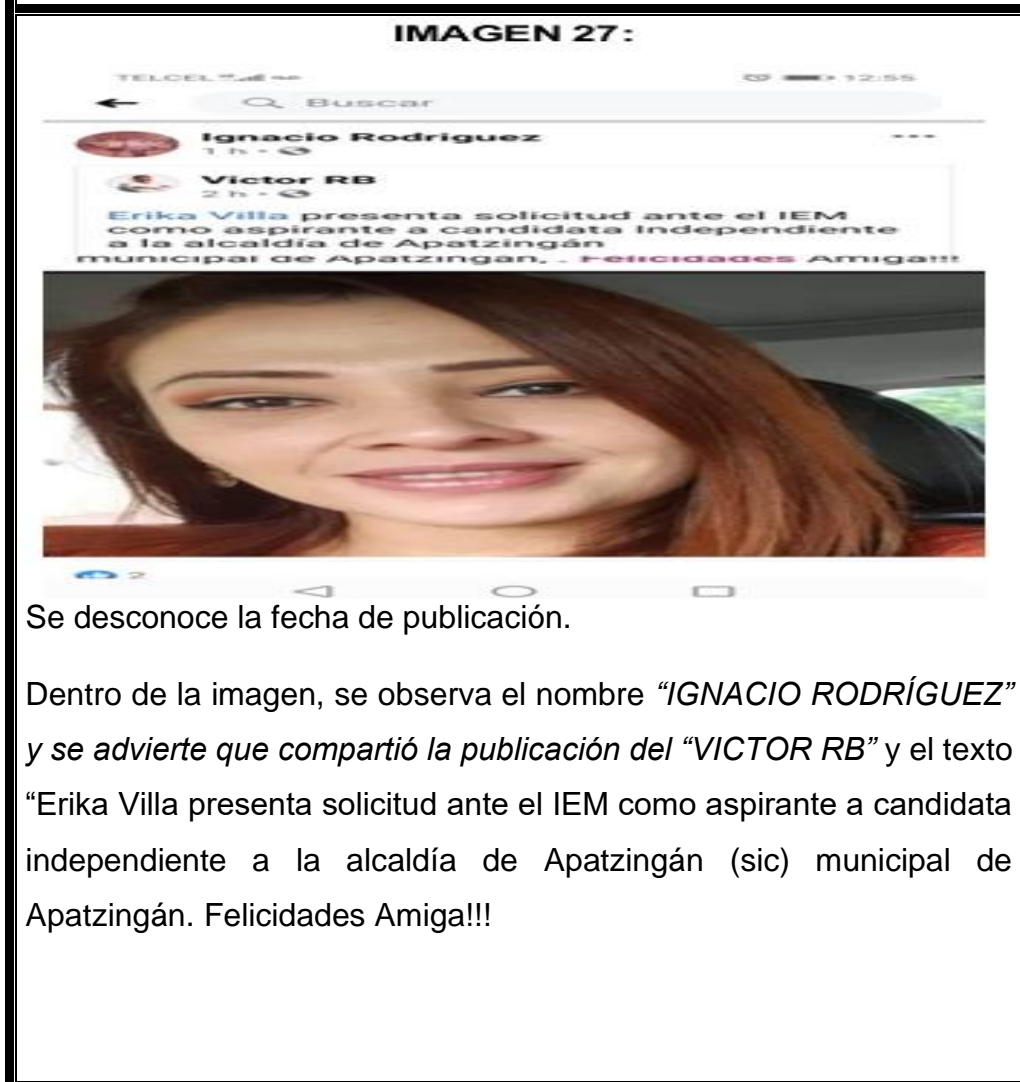 IMAGEN 27:
TELCEL 12:55
Buscar
Ignacio Rodriguez
1 h
Victor RB
2 h
Erika Villa presenta solicitud ante el IEM
como aspirante a candidata Independiente
a la alcaldía de Apatzingán
municipal de Apatzingán, . Felicidades Amiga!!!
2
Se desconoce la fecha de publicación.
Dentro de la imagen, se observa el nombre “IGNACIO RODRÍGUEZ”
y se advierte que compartió la publicación del “VICTOR RB” y el texto
“Erika Villa presenta solicitud ante el IEM como aspirante a candidata
independiente a la alcaldía de Apatzingán (sic) municipal de
Apatzingán. Felicidades Amiga!!!